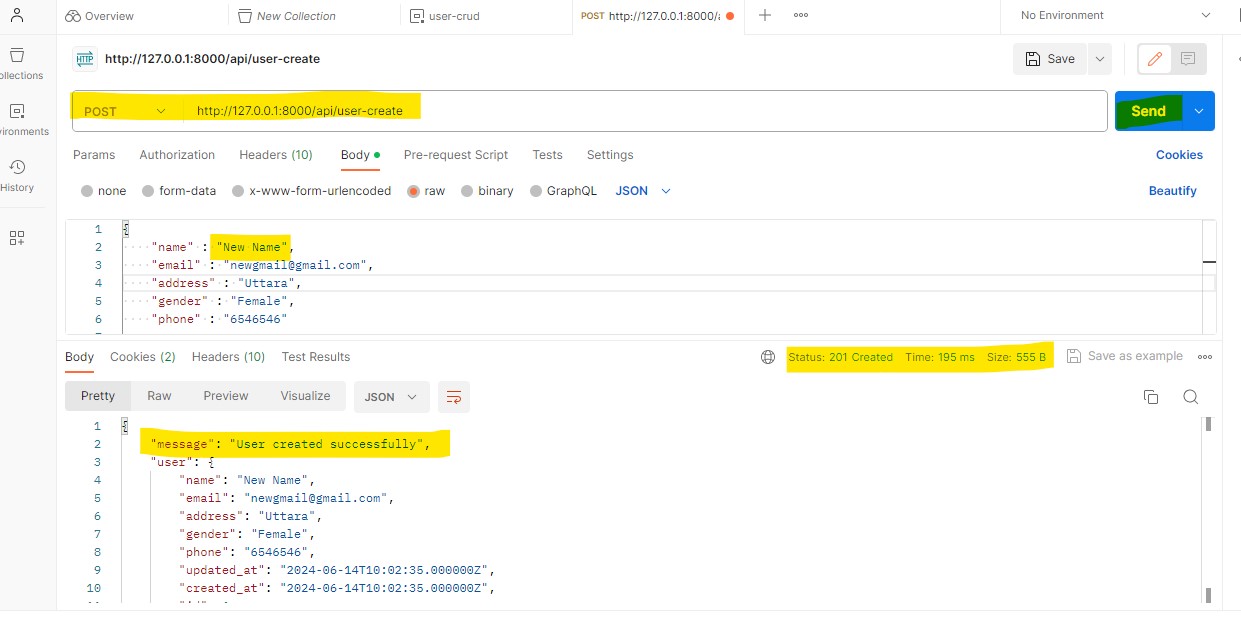 Overview
New Collection
user-crud
POST http://127.0.0.1:8000/
No Environment
ollections
http://127.0.0.1:8000/api/user-create
Save
POST
http://127.0.0.1:8000/api/user-create
Send
vironments
Params Authorization Headers (10) Body Pre-request Script Tests Settings Cookies
History
none form-data x-www-form-urlencoded raw binary GraphQL JSON Beautify
1 {
2 "name" : "New Name",
3 "email" : "newgmail@gmail.com",
4 "address" : "Uttara",
5 "gender" : "Female",
6 "phone" : "6546546"
Body Cookies (2) Headers (10) Test Results Status: 201 Created Time: 195 ms Size: 555 B Save as example
Pretty Raw Preview Visualize JSON
1 {
2 "message": "User created successfully",
3 "user": {
4 "name": "New Name",
5 "email": "newgmail@gmail.com",
6 "address": "Uttara",
7 "gender": "Female",
8 "phone": "6546546",
9 "updated_at": "2024-06-14T10:02:35.000000Z",
10 "created_at": "2024-06-14T10:02:35.000000Z",